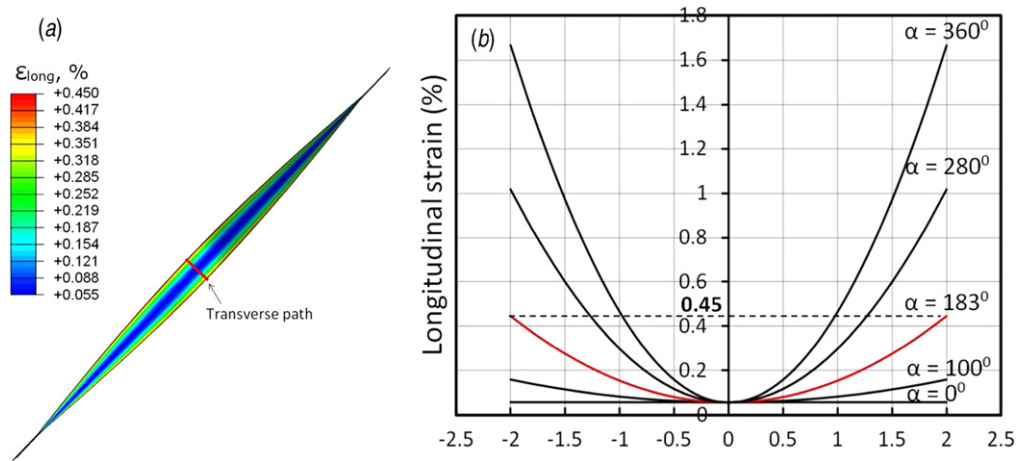 (a)
εlong, %
+0.450
+0.417
+0.384
+0.351
+0.318
+0.285
+0.252
+0.219
+0.187
+0.154
+0.121
+0.088
+0.055
Transverse path
(b)
Longitudinal strain (%)
1.8
1.6
1.4
1.2
1
0.8
0.6
0.45
0.4
0.2
0
α = 360⁰
α = 280⁰
α = 183⁰
α = 100⁰
α = 0⁰
-2.5 -2 -1.5 -1 -0.5 0 0.5 1 1.5 2 2.5